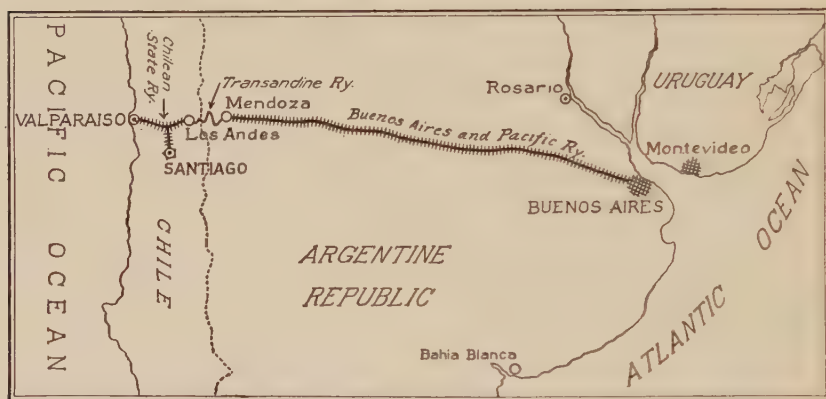 PACIFIC OCEAN
Chilean
State Ry.
Transandine Ry.
Mendoza
VALPARAISO
Los Andes
SANTIAGO
CHILE
Buenos Aires and Pacific Ry.
Rosario
URUGUAY
Montevideo
BUENOS AIRES
ARGENTINE
REPUBLIC
Bahia Blanca
ATLANTIC OCEAN